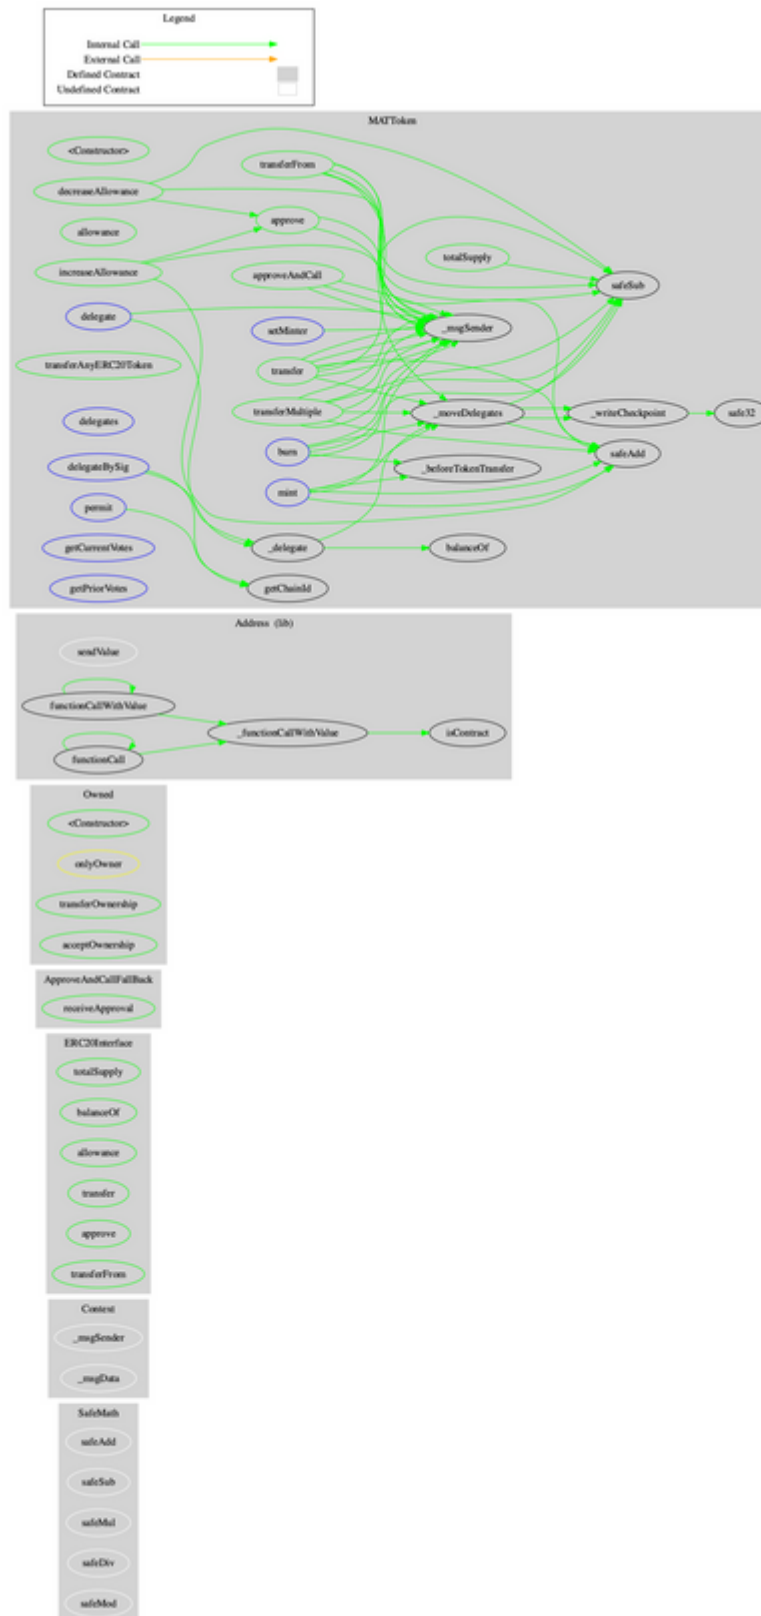 Legend
Internal Call
External Call
Defined Contract
Undefined Contract
MATToken
<Constructor>
decreaseAllowance
allowance
increaseAllowance
delegate
transferAnyERC20Token
delegates
delegateBySig
permit
getCurrentVotes
getPriorVotes
transferFrom
approve
approveAndCall
setMinter
transfer
transferMultiple
burn
mint
_delegate
getChainId
totalSupply
_msgSender
_moveDelegates
_beforeTokenTransfer
balanceOf
safeSub
_writeCheckpoint
safeAdd
safe32
Address (lib)
sendValue
functionCallWithValue
functionCall
_functionCallWithValue
isContract
Owned
<Constructor>
onlyOwner
transferOwnership
acceptOwnership
ApproveAndCallFallBack
receiveApproval
ERC20Interface
totalSupply
balanceOf
allowance
transfer
approve
transferFrom
Context
_msgSender
_msgData
SafeMath
safeAdd
safeSub
safeMul
safeDiv
safeMod